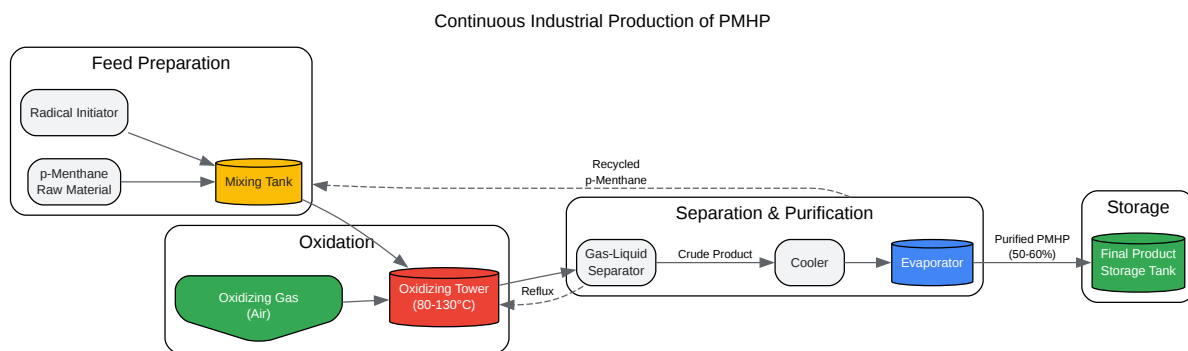 Continuous Industrial Production of PMHP
Feed Preparation
Radical Initiator
p-Menthane
Raw Material
Mixing Tank
Recycled
p-Menthane
Oxidation
Oxidizing Gas
(Air)
Oxidizing Tower
(80-130°C)
Reflux
Separation & Purification
Gas-Liquid
Separator
Crude Product
Cooler
Evaporator
Purified PMHP
(50-60%)
Storage
Final Product
Storage Tank